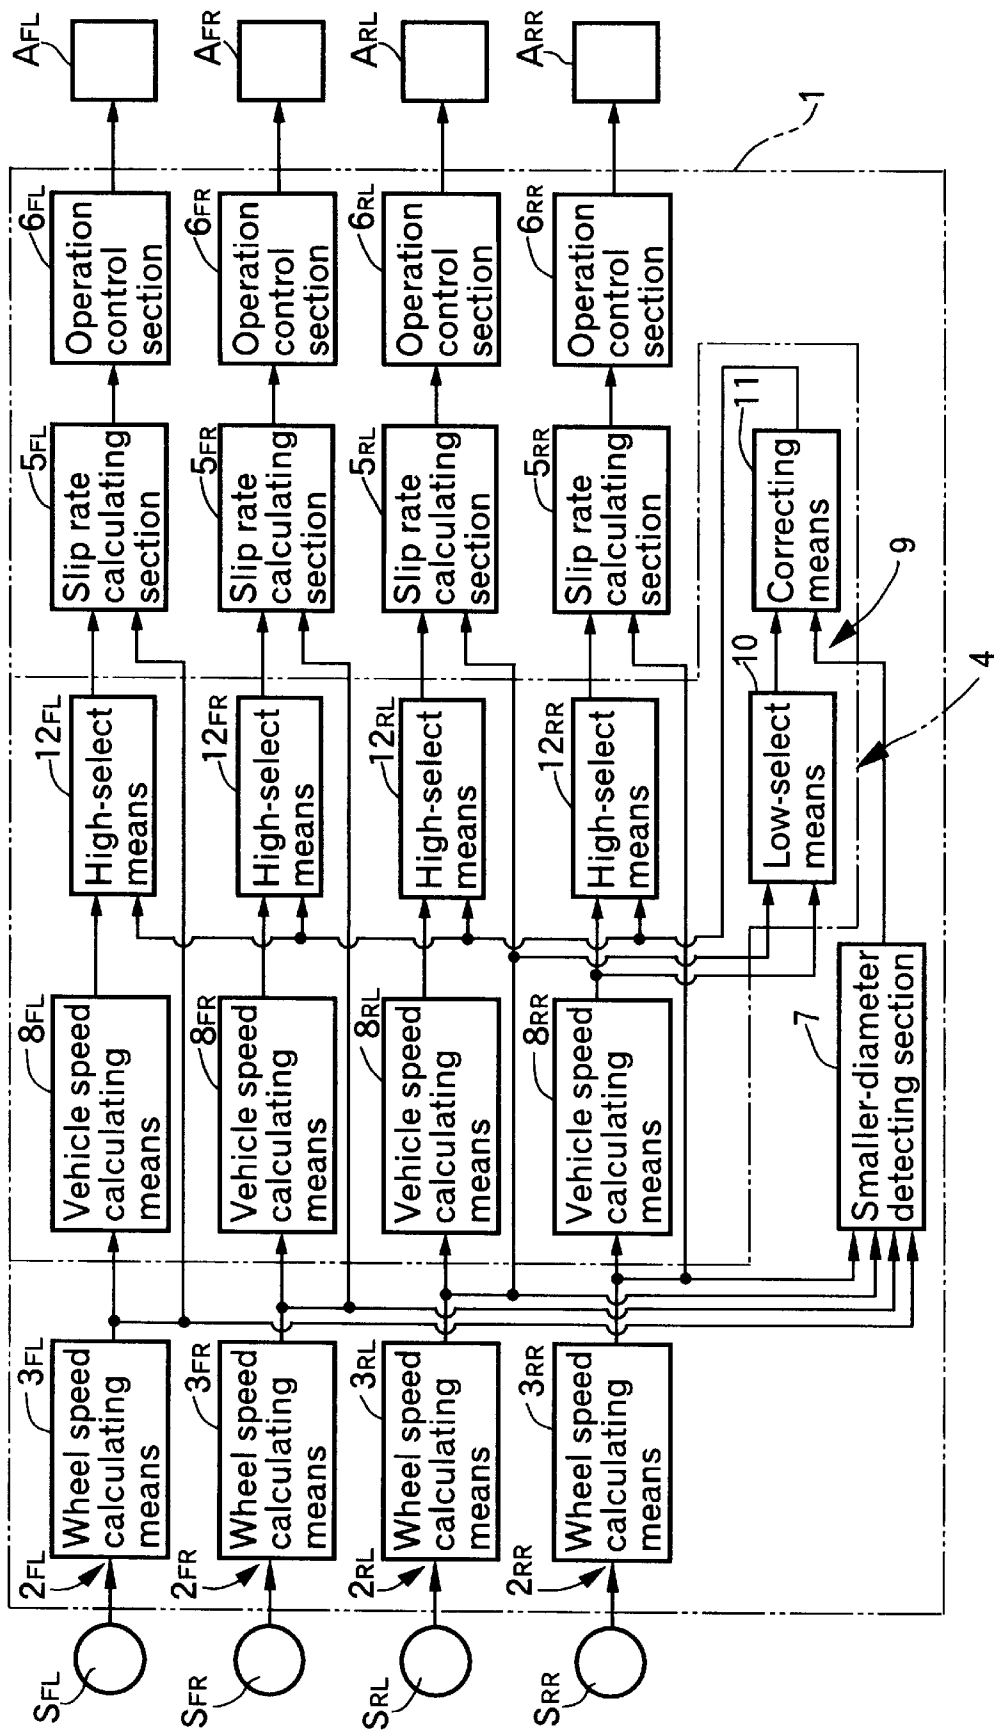 SFL
2FL
3FL
Wheel speed
calculating
means
8FL
Vehicle speed
calculating
means
12FL
High-select
means
5FL
Slip rate
calculating
section
6FL
Operation
control
section
AFL
SFR
2FR
3FR
Wheel speed
calculating
means
8FR
Vehicle speed
calculating
means
12FR
High-select
means
5FR
Slip rate
calculating
section
6FR
Operation
control
section
AFR
SRL
2RL
3RL
Wheel speed
calculating
means
8RL
Vehicle speed
calculating
means
12RL
High-select
means
5RL
Slip rate
calculating
section
6RL
Operation
control
section
ARL
SRR
2RR
3RR
Wheel speed
calculating
means
8RR
Vehicle speed
calculating
means
12RR
High-select
means
5RR
Slip rate
calculating
section
6RR
Operation
control
section
ARR
10
Low-select
means
11
Correcting
means
7
Smaller-diameter
detecting section
9
4
1